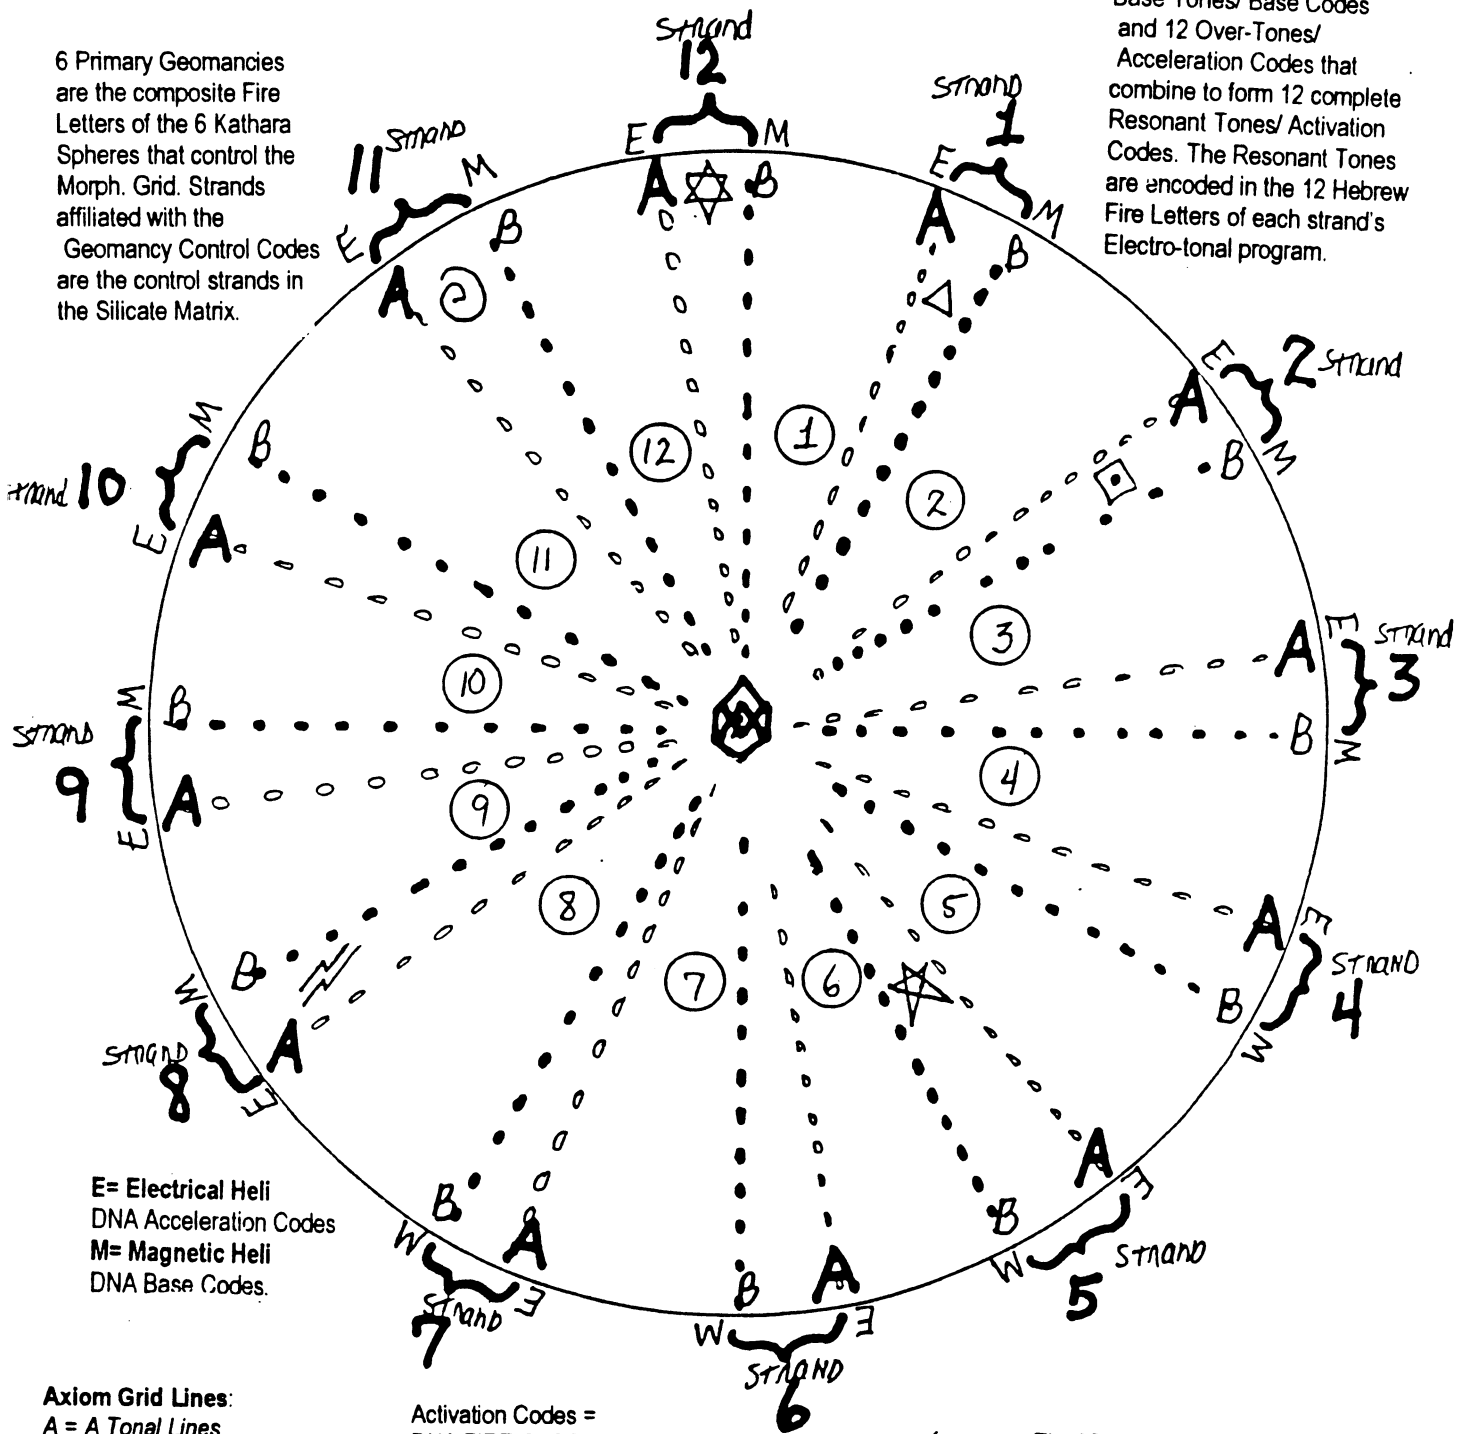 6 Primary Geomancies
are the composite Fire
Letters of the 6 Kathara
Spheres that control the
Morph. Grid. Strands
affiliated with the
Geomancy Control Codes
are the control strands in
the Silicate Matrix.
Base Tones/ Base Codes
and 12 Over-Tones/
Acceleration Codes that
combine to form 12 complete
Resonant Tones/ Activation
Codes. The Resonant Tones
are encoded in the 12 Hebrew
Fire Letters of each strand's
Electro-tonal program.
Strand
12
E M
A B
Strand
1
E M
A B
2 Strand
E M
A B
Strand
3
E M
A B
Strand
4
E M
A B
Strand
5
E M
A B
Strand
6
M E
B A
Strand
7
M E
B A
Strand
8
M E
B A
Strand
9
M E
B A
10
M E
B A
11 Strand
E M
A B
1
2
3
4
5
6
7
8
9
10
11
12
E= Electrical Heli
DNA Acceleration Codes
M= Magnetic Heli
DNA Base Codes.
Axiom Grid Lines:
A = A Tonal Lines
Activation Codes =